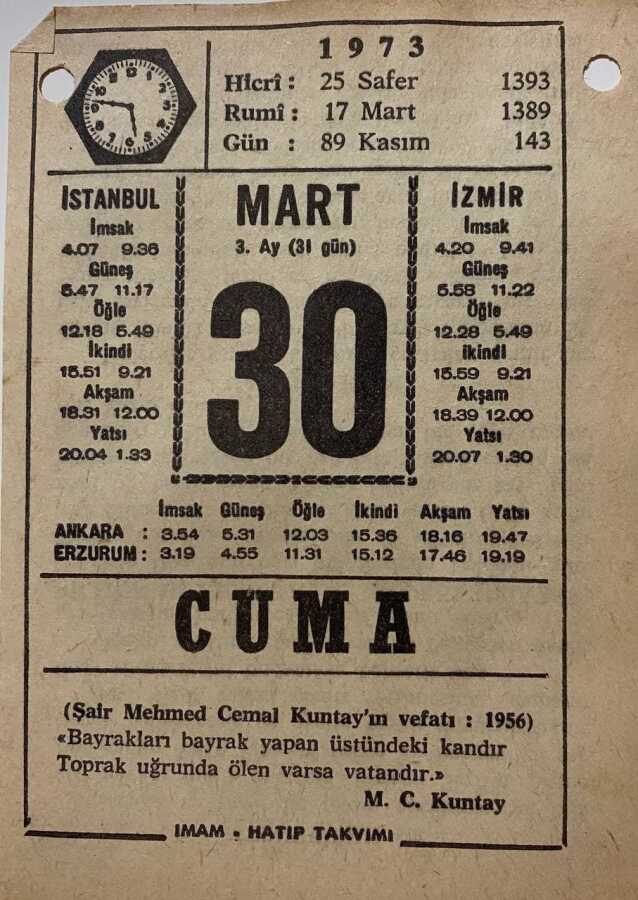 1973
Hicrî : 25 Safer 1393
Rumî : 17 Mart 1389
Gün : 89 Kasım 143
İSTANBUL
İmsak
4.07 9.36
Güneş
5.47 11.17
Öğle
12.18 5.49
İkindi
15.51 9.21
Akşam
18.31 12.00
Yatsı
20.04 1.33
MART
3. Ay (31 gün)
30
İZMİR
İmsak
4.20 9.41
Güneş
5.58 11.22
Öğle
12.28 5.49
ikindi
15.59 9.21
Akşam
18.39 12.00
Yatsı
20.07 1.30
İmsak Güneş Öğle İkindi Akşam Yatsı
ANKARA : 3.54 5.31 12.03 15.36 18.16 19.47
ERZURUM : 3.19 4.55 11.31 15.12 17.46 19.19
CUMA
(Şair Mehmed Cemal Kuntay'ın vefatı : 1956)
«Bayrakları bayrak yapan üstündeki kandır
Toprak uğrunda ölen varsa vatandır.»
M. C. Kuntay
IMAM . HATIP TAKVIMI